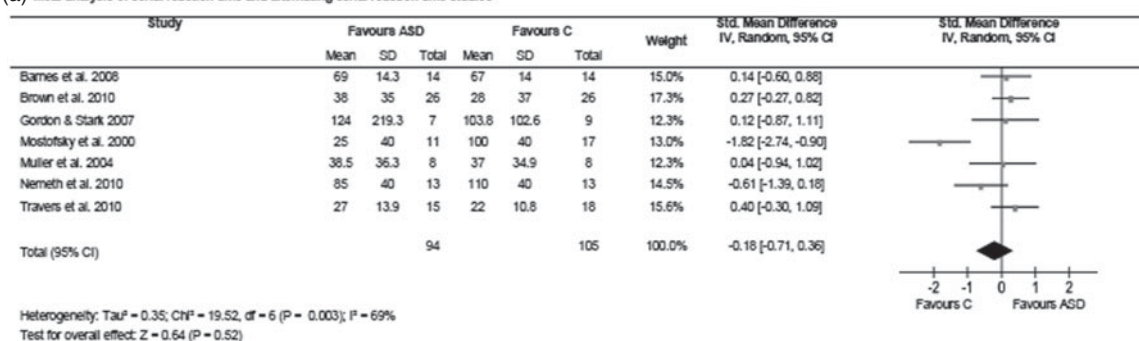 (a)
Study Favours ASD Favours C Weight Std. Mean Difference IV, Random, 95% CI Std. Mean Difference IV, Random, 95% CI
Mean SD Total Mean SD Total
Barnes et al. 2008 69 14.3 14 67 14 14 15.0% 0.14 [-0.60, 0.88]
Brown et al. 2010 38 35 26 28 37 26 17.3% 0.27 [-0.27, 0.82]
Gordon & Stark 2007 124 219.3 7 103.8 102.6 9 12.3% 0.12 [-0.87, 1.11]
Mostofsky et al. 2000 25 40 11 100 40 17 13.0% -1.82 [-2.74, -0.90]
Muller et al. 2004 38.5 36.3 8 37 34.9 8 12.3% 0.04 [-0.94, 1.02]
Nemeth et al. 2010 85 40 13 110 40 13 14.5% -0.61 [-1.39, 0.18]
Travers et al. 2010 27 13.9 15 22 10.8 18 15.6% 0.40 [-0.30, 1.09]
Total (95% CI) 94 105 100.0% -0.18 [-0.71, 0.36]
-2 -1 0 1 2
Favours C Favours ASD
Heterogeneity: Tau² = 0.35; Chi² = 19.52, df = 6 (P = 0.003); I² = 69%
Test for overall effect: Z = 0.64 (P = 0.52)